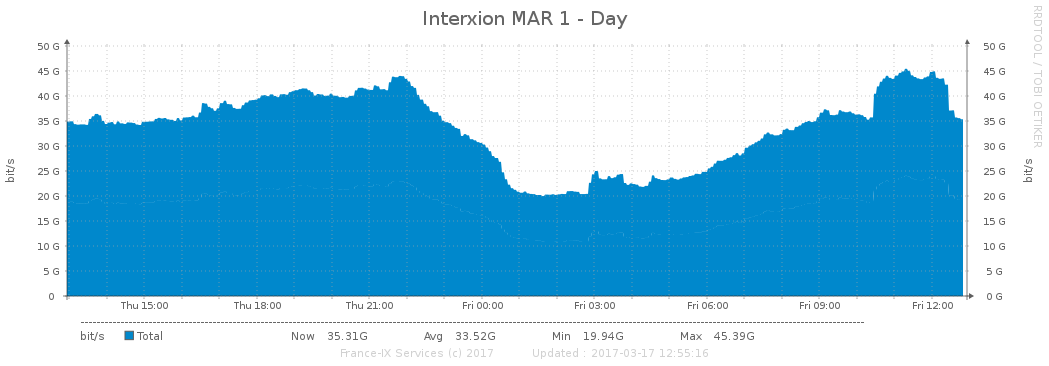 Interxion MAR 1 - Day
RRDTOOL / TOBI OETIKER
bit/s
50 G 50 G
45 G 45 G
40 G 40 G
35 G 35 G
30 G 30 G
25 G 25 G
20 G 20 G
15 G 15 G
10 G 10 G
5 G 5 G
0 0 G
bit/s
Thu 15:00 Thu 18:00 Thu 21:00 Fri 00:00 Fri 03:00 Fri 06:00 Fri 09:00 Fri 12:00
bit/s Total Now 35.31G Avg 33.52G Min 19.94G Max 45.39G
France-IX Services (c) 2017 Updated : 2017-03-17 12:55:16